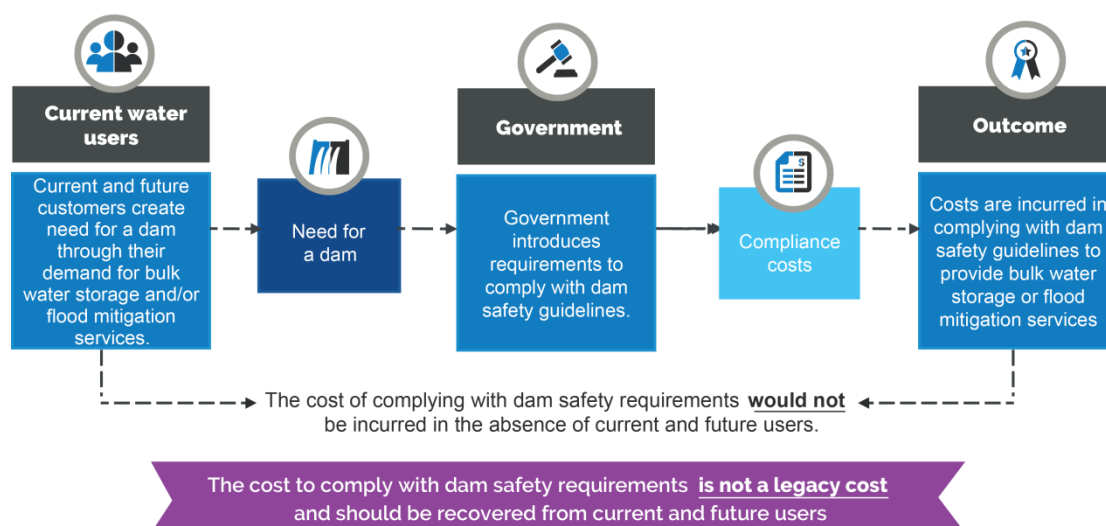 Current water
users
Current and future
customers create
need for a dam
through their
demand for bulk
water storage and/or
flood mitigation
services.
Need for
a dam
Government
Government
introduces
requirements to
comply with dam
safety guidelines.
$
Compliance
costs
Outcome
Costs are incurred in
complying with dam
safety guidelines to
provide bulk water
storage or flood
mitigation services
The cost of complying with dam safety requirements would not
be incurred in the absence of current and future users.
The cost to comply with dam safety requirements is not a legacy cost
and should be recovered from current and future users